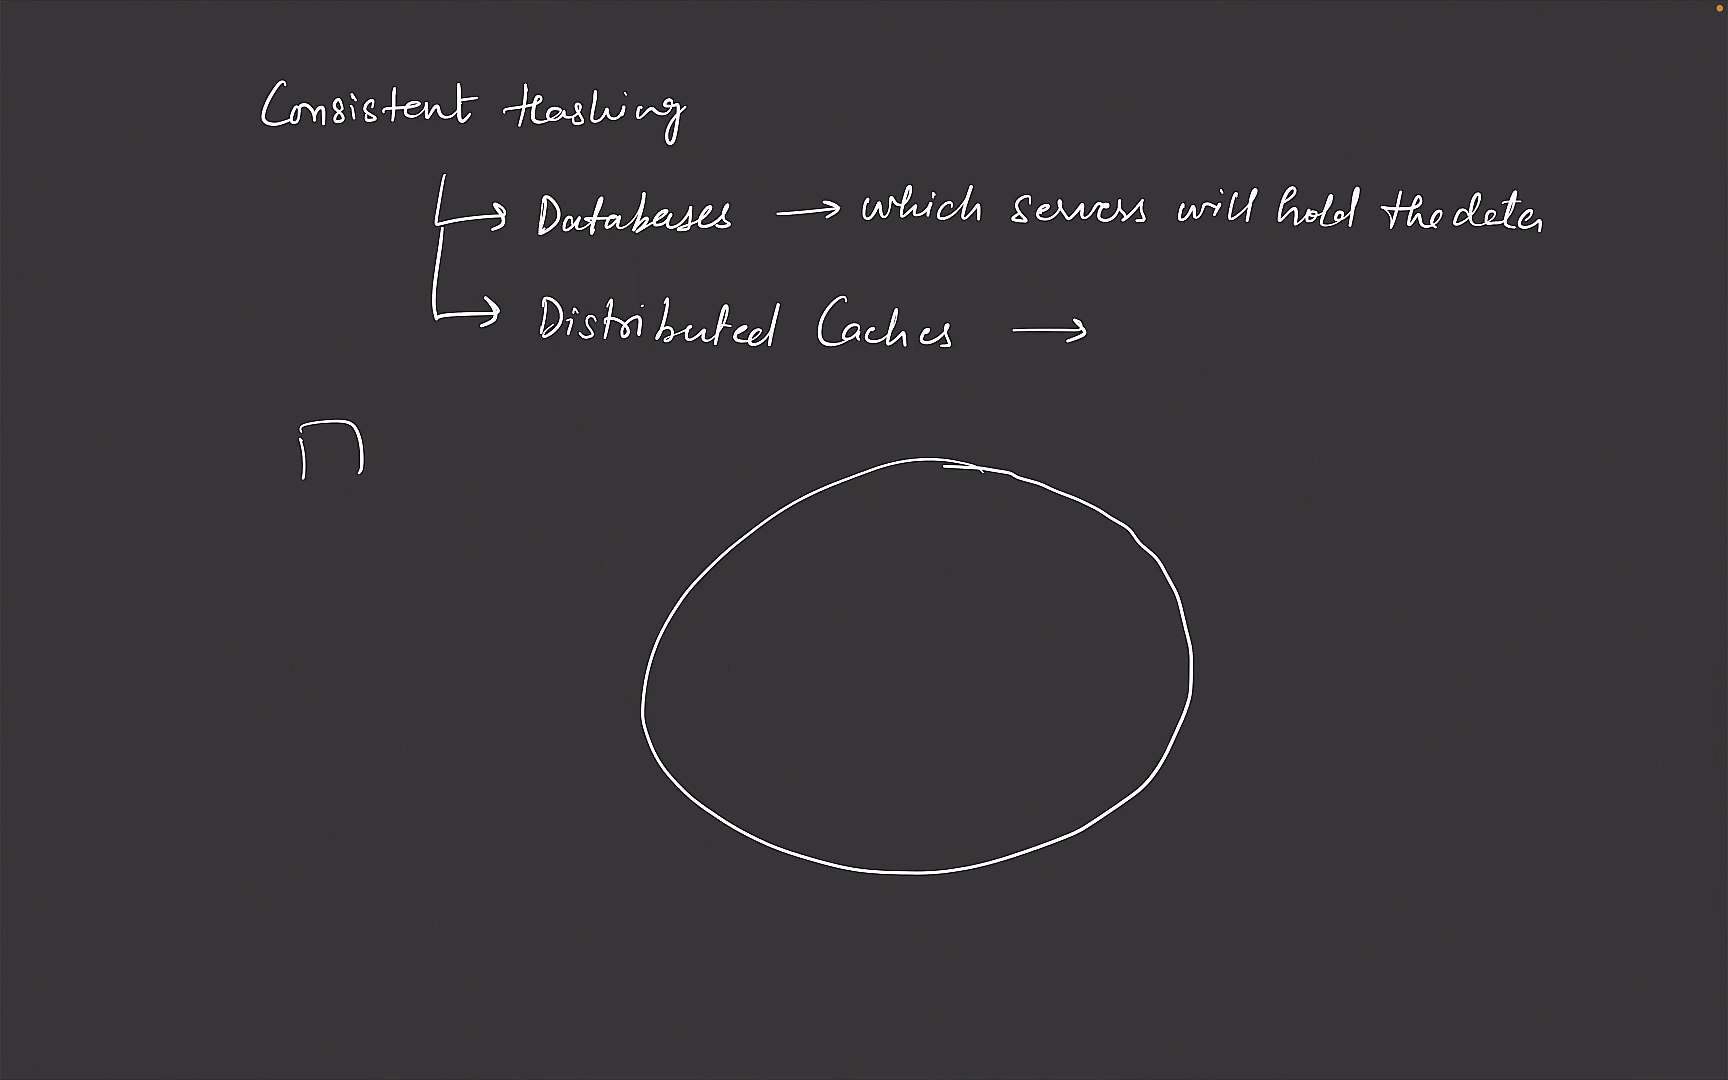 Consistent Hashing
→ Databases → which servers will hold the data
→ Distributed Caches →